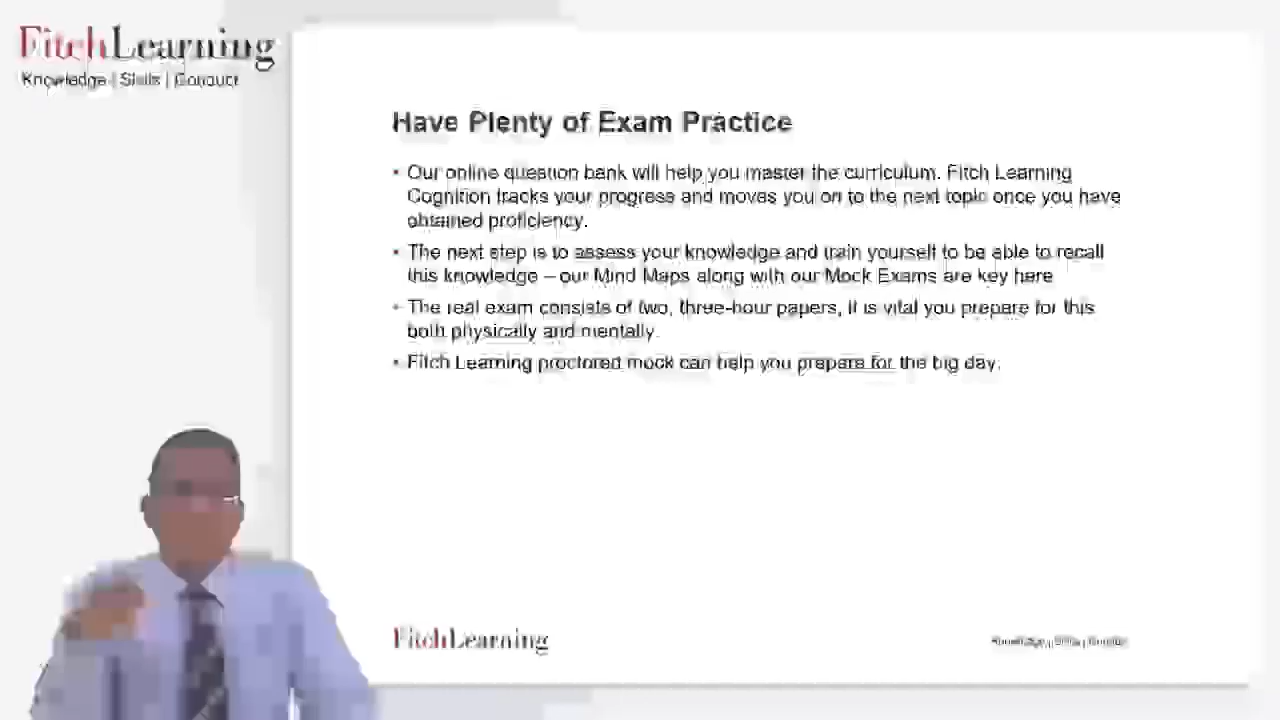 FitchLearning
Knowledge | Skills | Conduct
Have Plenty of Exam Practice
• Our online question bank will help you master the curriculum. Fitch Learning
Cognition tracks your progress and moves you on to the next topic once you have
obtained proficiency.
• The next step is to assess your knowledge and train yourself to be able to recall
this knowledge – our Mind Maps along with our Mock Exams are key here
• The real exam consists of two, three-hour papers, it is vital you prepare for this
both physically and mentally.
• Fitch Learning proctored mock can help you prepare for the big day.
FitchLearning
Knowledge | Skills | Conduct